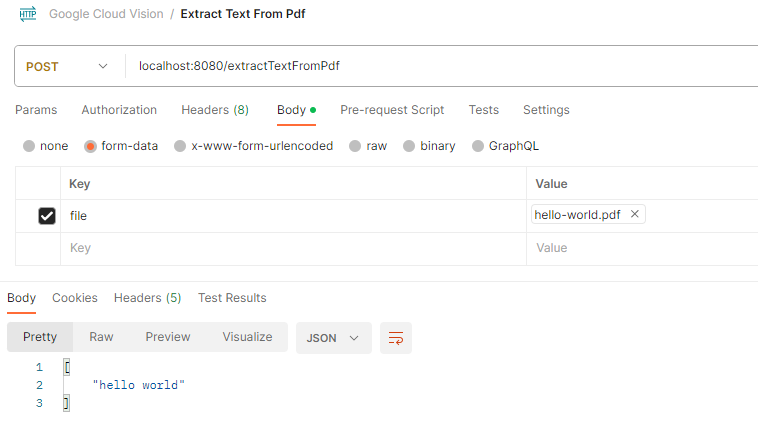 HTTP Google Cloud Vision / Extract Text From Pdf
POST localhost:8080/extractTextFromPdf
Params Authorization Headers (8) Body Pre-request Script Tests Settings
none form-data x-www-form-urlencoded raw binary GraphQL
Key Value
file hello-world.pdf ×
Key Value
Body Cookies Headers (5) Test Results
Pretty Raw Preview Visualize JSON
1 [
2 "hello world"
3 ]